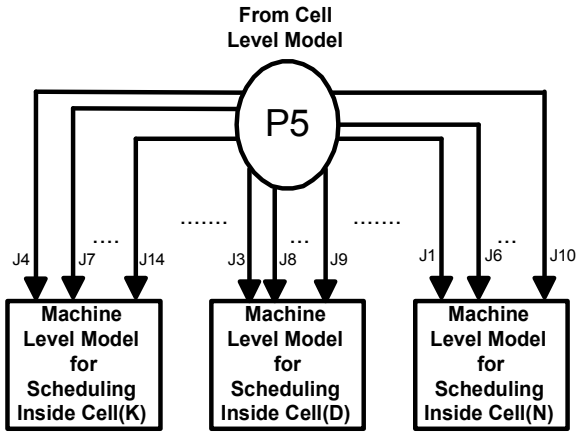 From Cell
Level Model
P5
.... ....... ... ....... ...
J4 J7 J14 J3 J8 J9 J1 J6 J10
Machine
Level Model
for
Scheduling
Inside Cell(K)
Machine
Level Model
for
Scheduling
Inside Cell(D)
Machine
Level Model
for
Scheduling
Inside Cell(N)